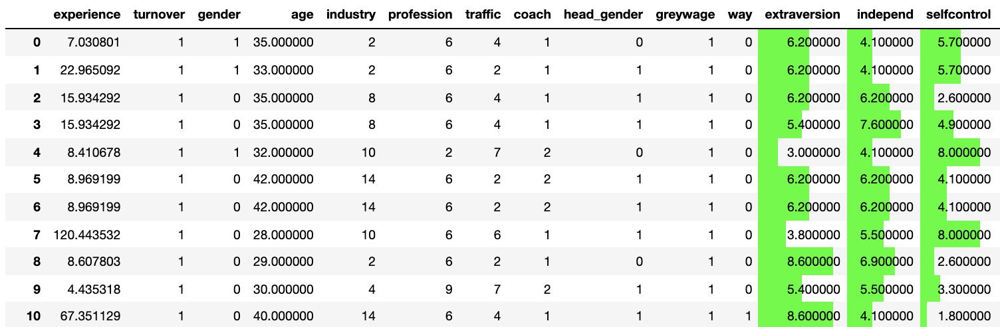 experience turnover gender age industry profession traffic coach head_gender greywage way extraversion independ selfcontrol
0 7.030801 1 1 35.000000 2 6 4 1 0 1 0 6.200000 4.100000 5.700000
1 22.965092 1 1 33.000000 2 6 2 1 1 1 0 6.200000 4.100000 5.700000
2 15.934292 1 0 35.000000 8 6 4 1 1 1 0 6.200000 6.200000 2.600000
3 15.934292 1 0 35.000000 8 6 4 1 1 1 0 5.400000 7.600000 4.900000
4 8.410678 1 1 32.000000 10 2 7 2 0 1 0 3.000000 4.100000 8.000000
5 8.969199 1 0 42.000000 14 6 2 2 1 1 0 6.200000 6.200000 4.100000
6 8.969199 1 0 42.000000 14 6 2 2 1 1 0 6.200000 6.200000 4.100000
7 120.443532 1 0 28.000000 10 6 6 1 1 1 0 3.800000 5.500000 8.000000
8 8.607803 1 0 29.000000 2 6 2 1 0 1 0 8.600000 6.900000 2.600000
9 4.435318 1 0 30.000000 4 9 7 2 1 1 0 5.400000 5.500000 3.300000
10 67.351129 1 0 40.000000 14 6 4 1 1 1 1 8.600000 4.100000 1.800000